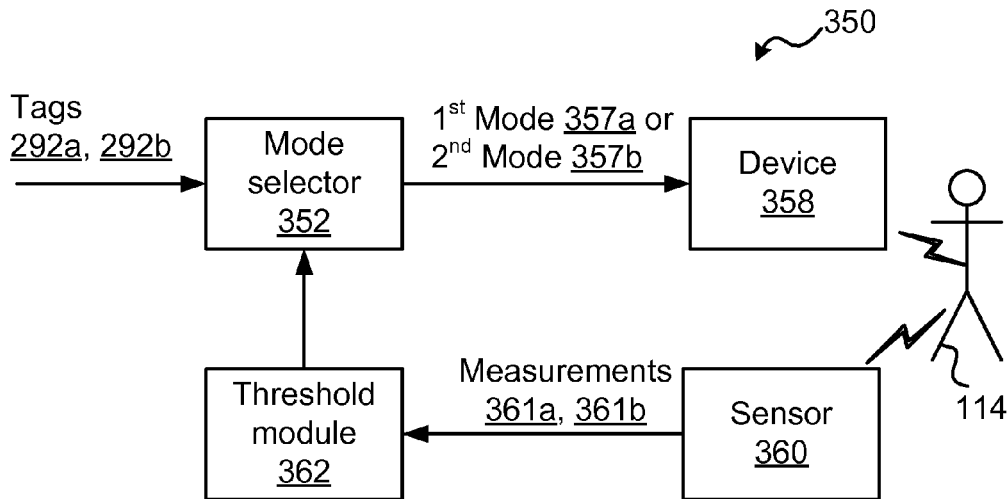 350
Tags
292a, 292b
Mode
selector
352
1st Mode 357a or
2nd Mode 357b
Device
358
Threshold
module
362
Measurements
361a, 361b
Sensor
360
114